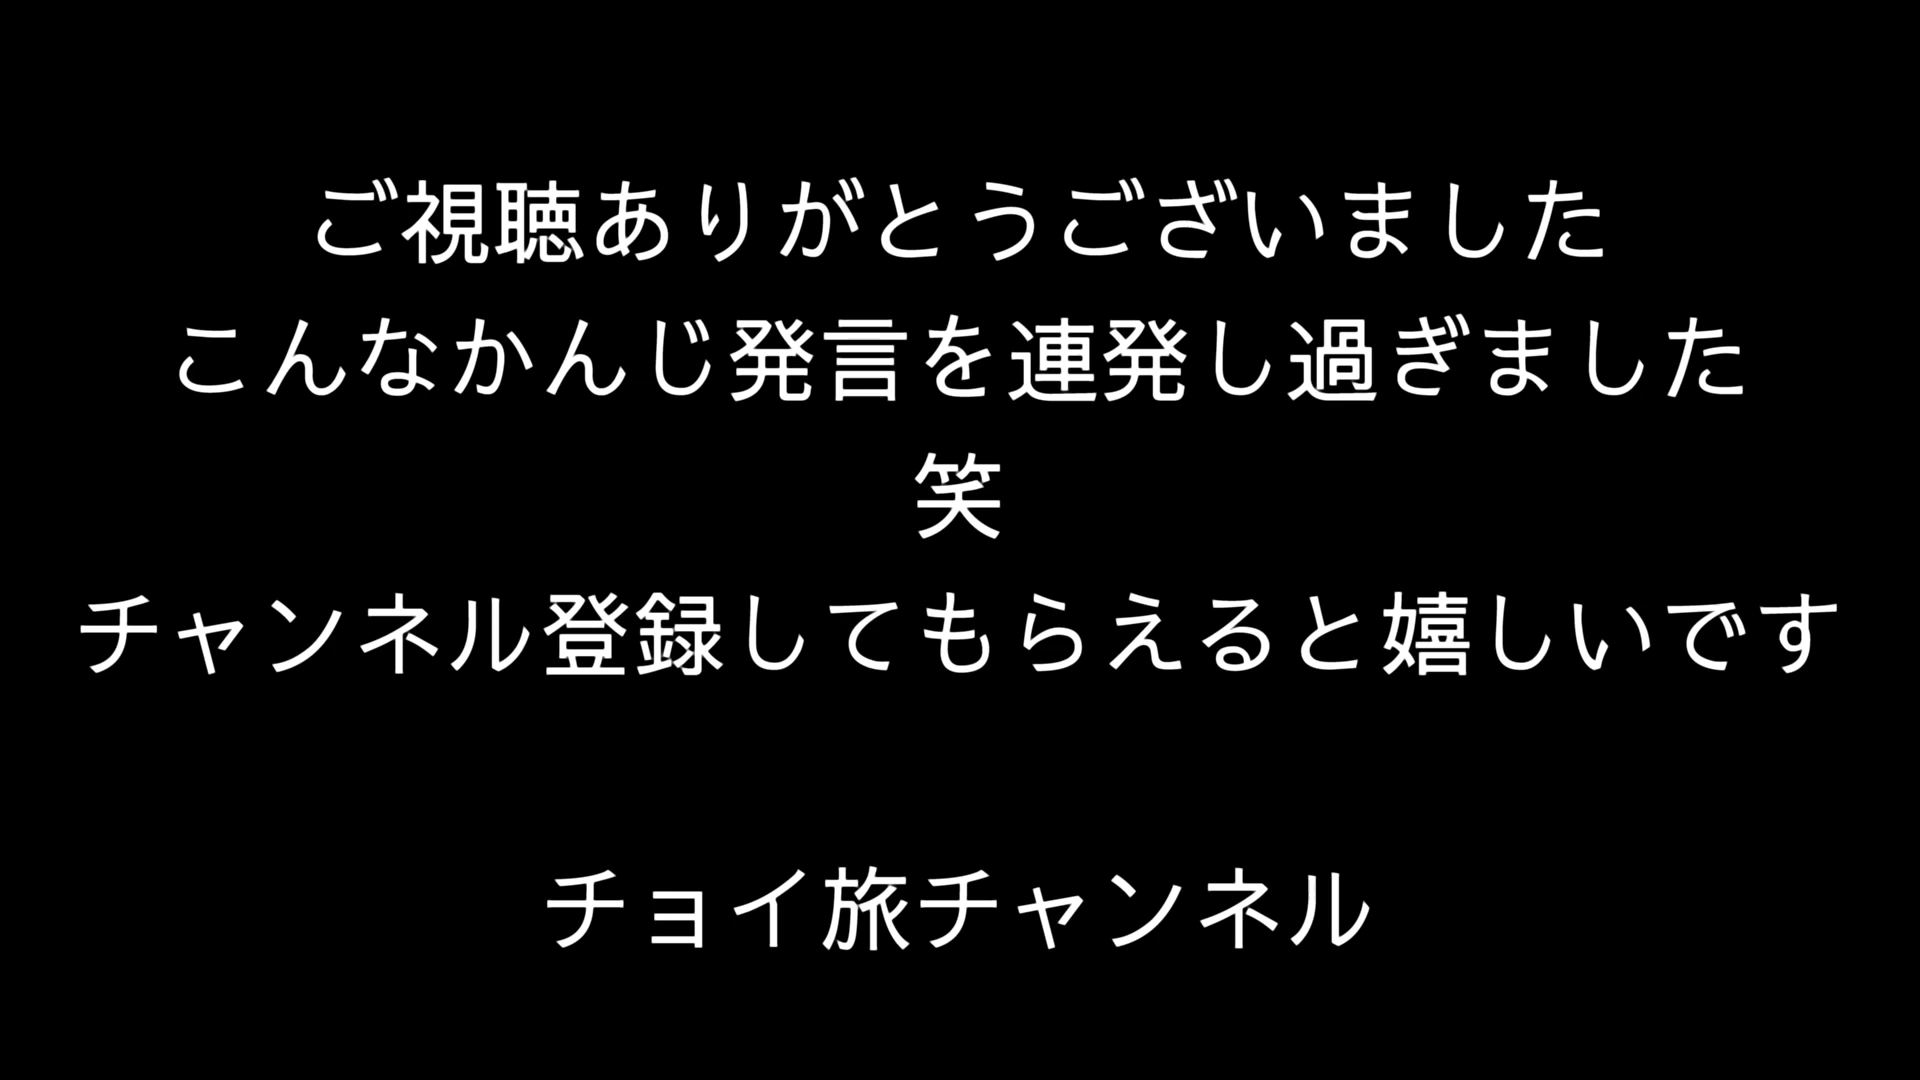 ご視聴ありがとうございました
こんなかんじ発言を連発し過ぎました
笑
チャンネル登録してもらえると嬉しいです
チョイ旅チャンネル